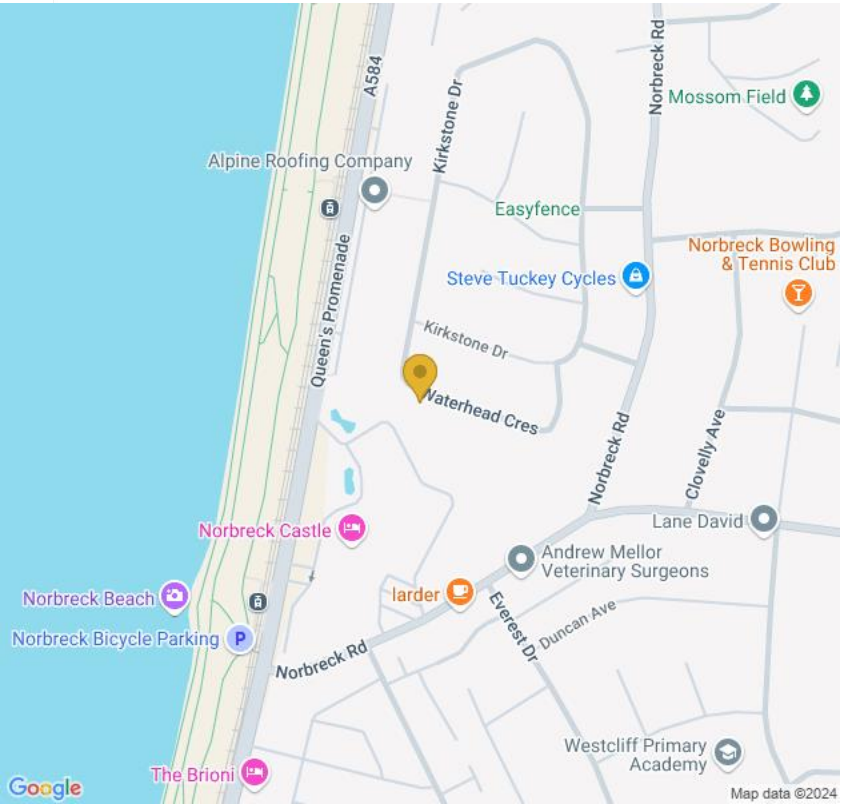 Norbreck Rd
A584
Kirkstone Dr
Mossom Field
Alpine Roofing Company
Easyfence
Norbreck Bowling
& Tennis Club
Steve Tuckey Cycles
Queen's Promenade
Kirkstone Dr
Waterhead Cres
Norbreck Rd
Clovelly Ave
Lane David
Norbreck Castle
Andrew Mellor
Veterinary Surgeons
larder
Norbreck Beach
Everest Dr
Duncan Ave
P
Norbreck Bicycle Parking
Norbreck Rd
Westcliff Primary
Academy
The Brioni
Google
Map data ©2024